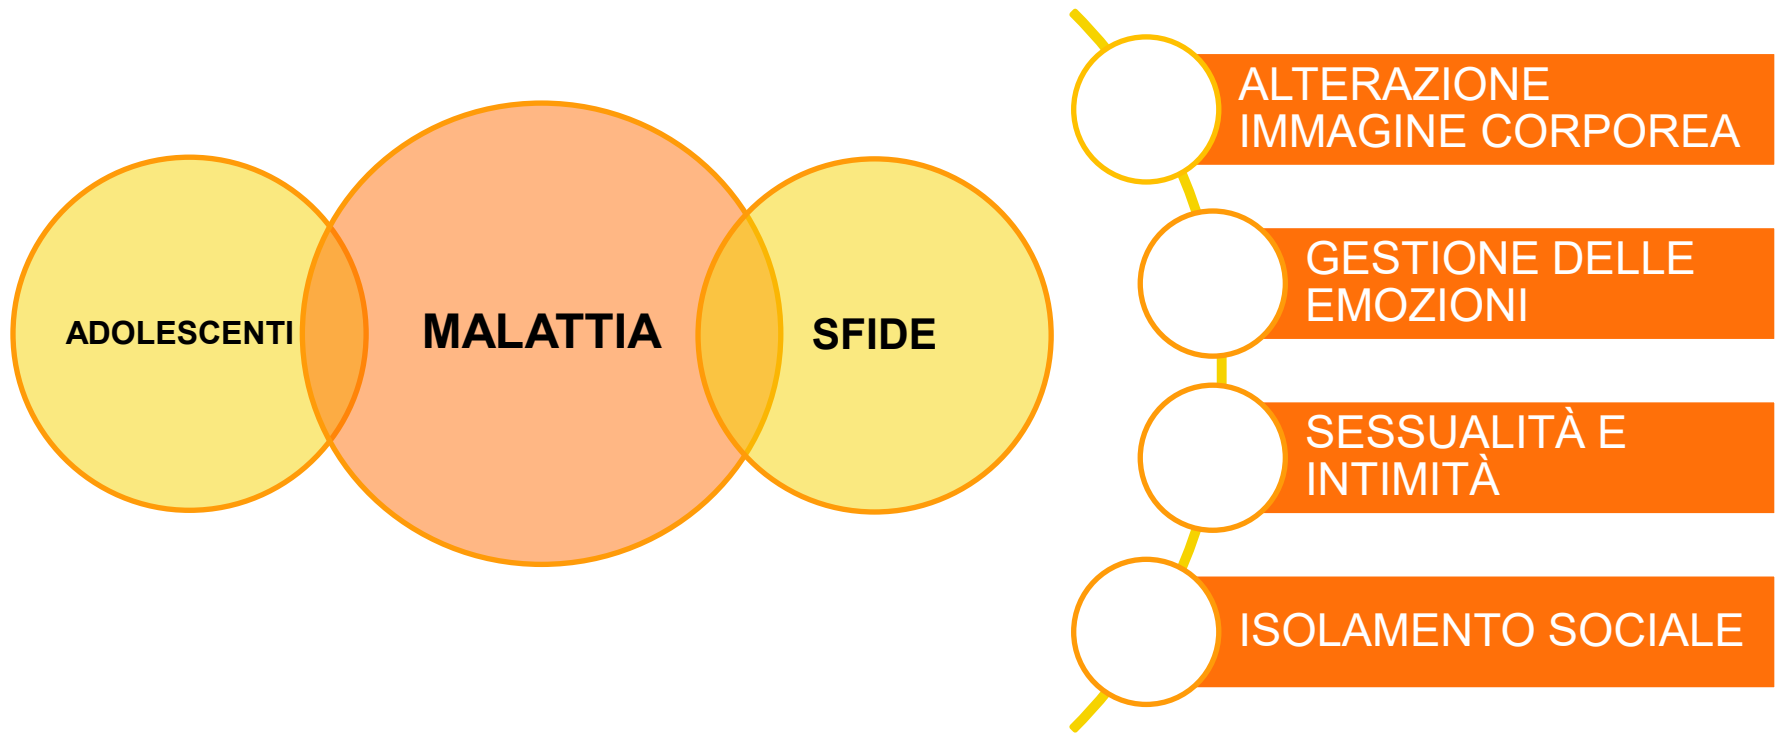 ADOLESCENTI
MALATTIA
SFIDE
ALTERAZIONE
IMMAGINE CORPOREA
GESTIONE DELLE
EMOZIONI
SESSUALITÀ E
INTIMITÀ
ISOLAMENTO SOCIALE